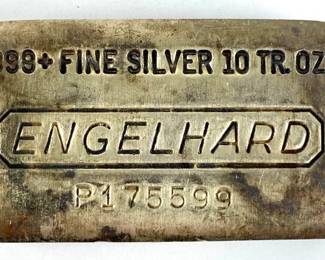 998+ FINE SILVER 10 TR. OZ
ENGELHARD
P175599